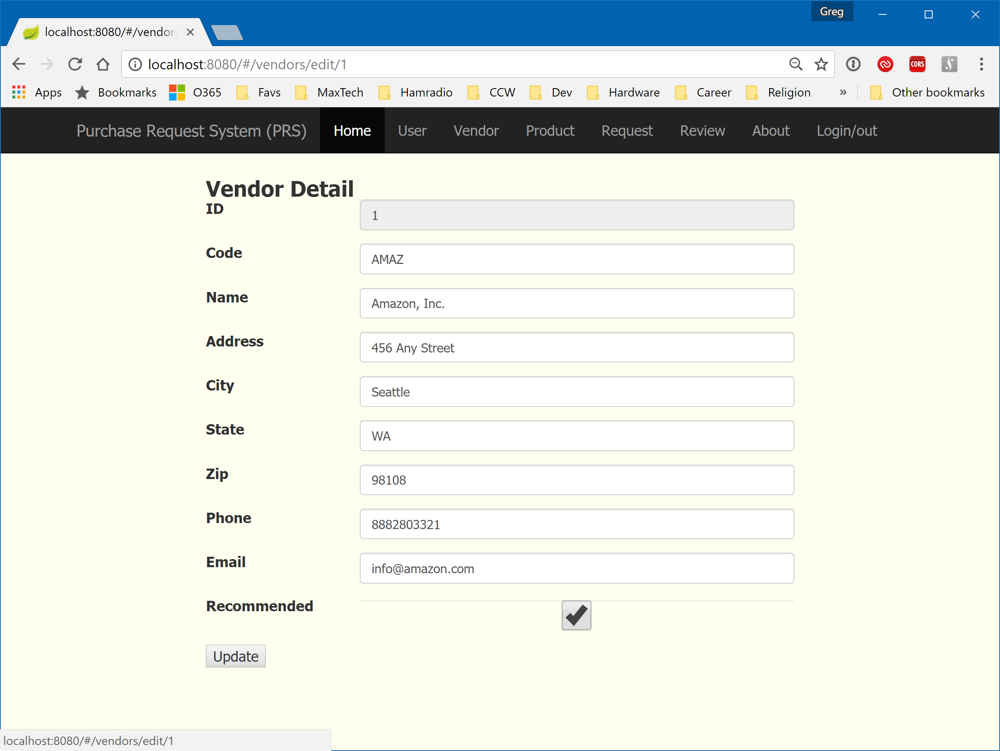 Greg
localhost:8080/#/vendors
localhost:8080/#/vendors/edit/1
CORS
Apps Bookmarks O365 Favs MaxTech Hamradio CCW Dev Hardware Career Religion » Other bookmarks
Purchase Request System (PRS) Home User Vendor Product Request Review About Login/out
Vendor Detail
ID 1
Code AMAZ
Name Amazon, Inc.
Address 456 Any Street
City Seattle
State WA
Zip 98108
Phone 8882803321
Email info@amazon.com
Recommended
Update
localhost:8080/#/vendors/edit/1